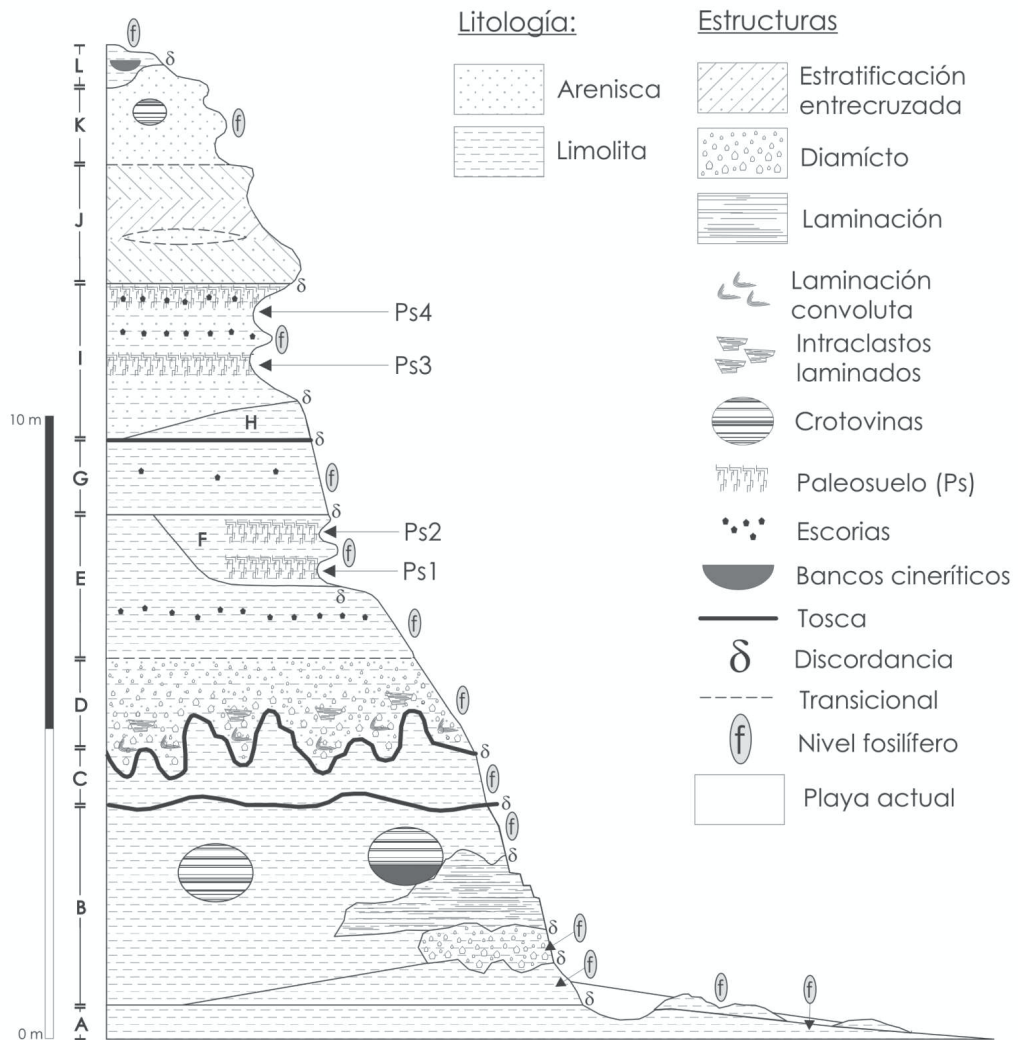 Litología:
Arenisca
Limolita
Estructuras
Estratificación
entrecruzada
Diamícto
Laminación
Laminación
convoluta
Intraclastos
laminados
Crotovinas
Paleosuelo (Ps)
Escorias
Bancos cineríticos
Tosca
δ Discordancia
Transicional
f Nivel fosilífero
Playa actual
f
L δ
K f
J
δ
Ps4
I f
Ps3
δ
10 m
H
δ
G f
δ
F Ps2
f
E Ps1
δ
f
D f
δ
C f
δ
f
δ
B
δ f
δ f
δ f f
A
0 m